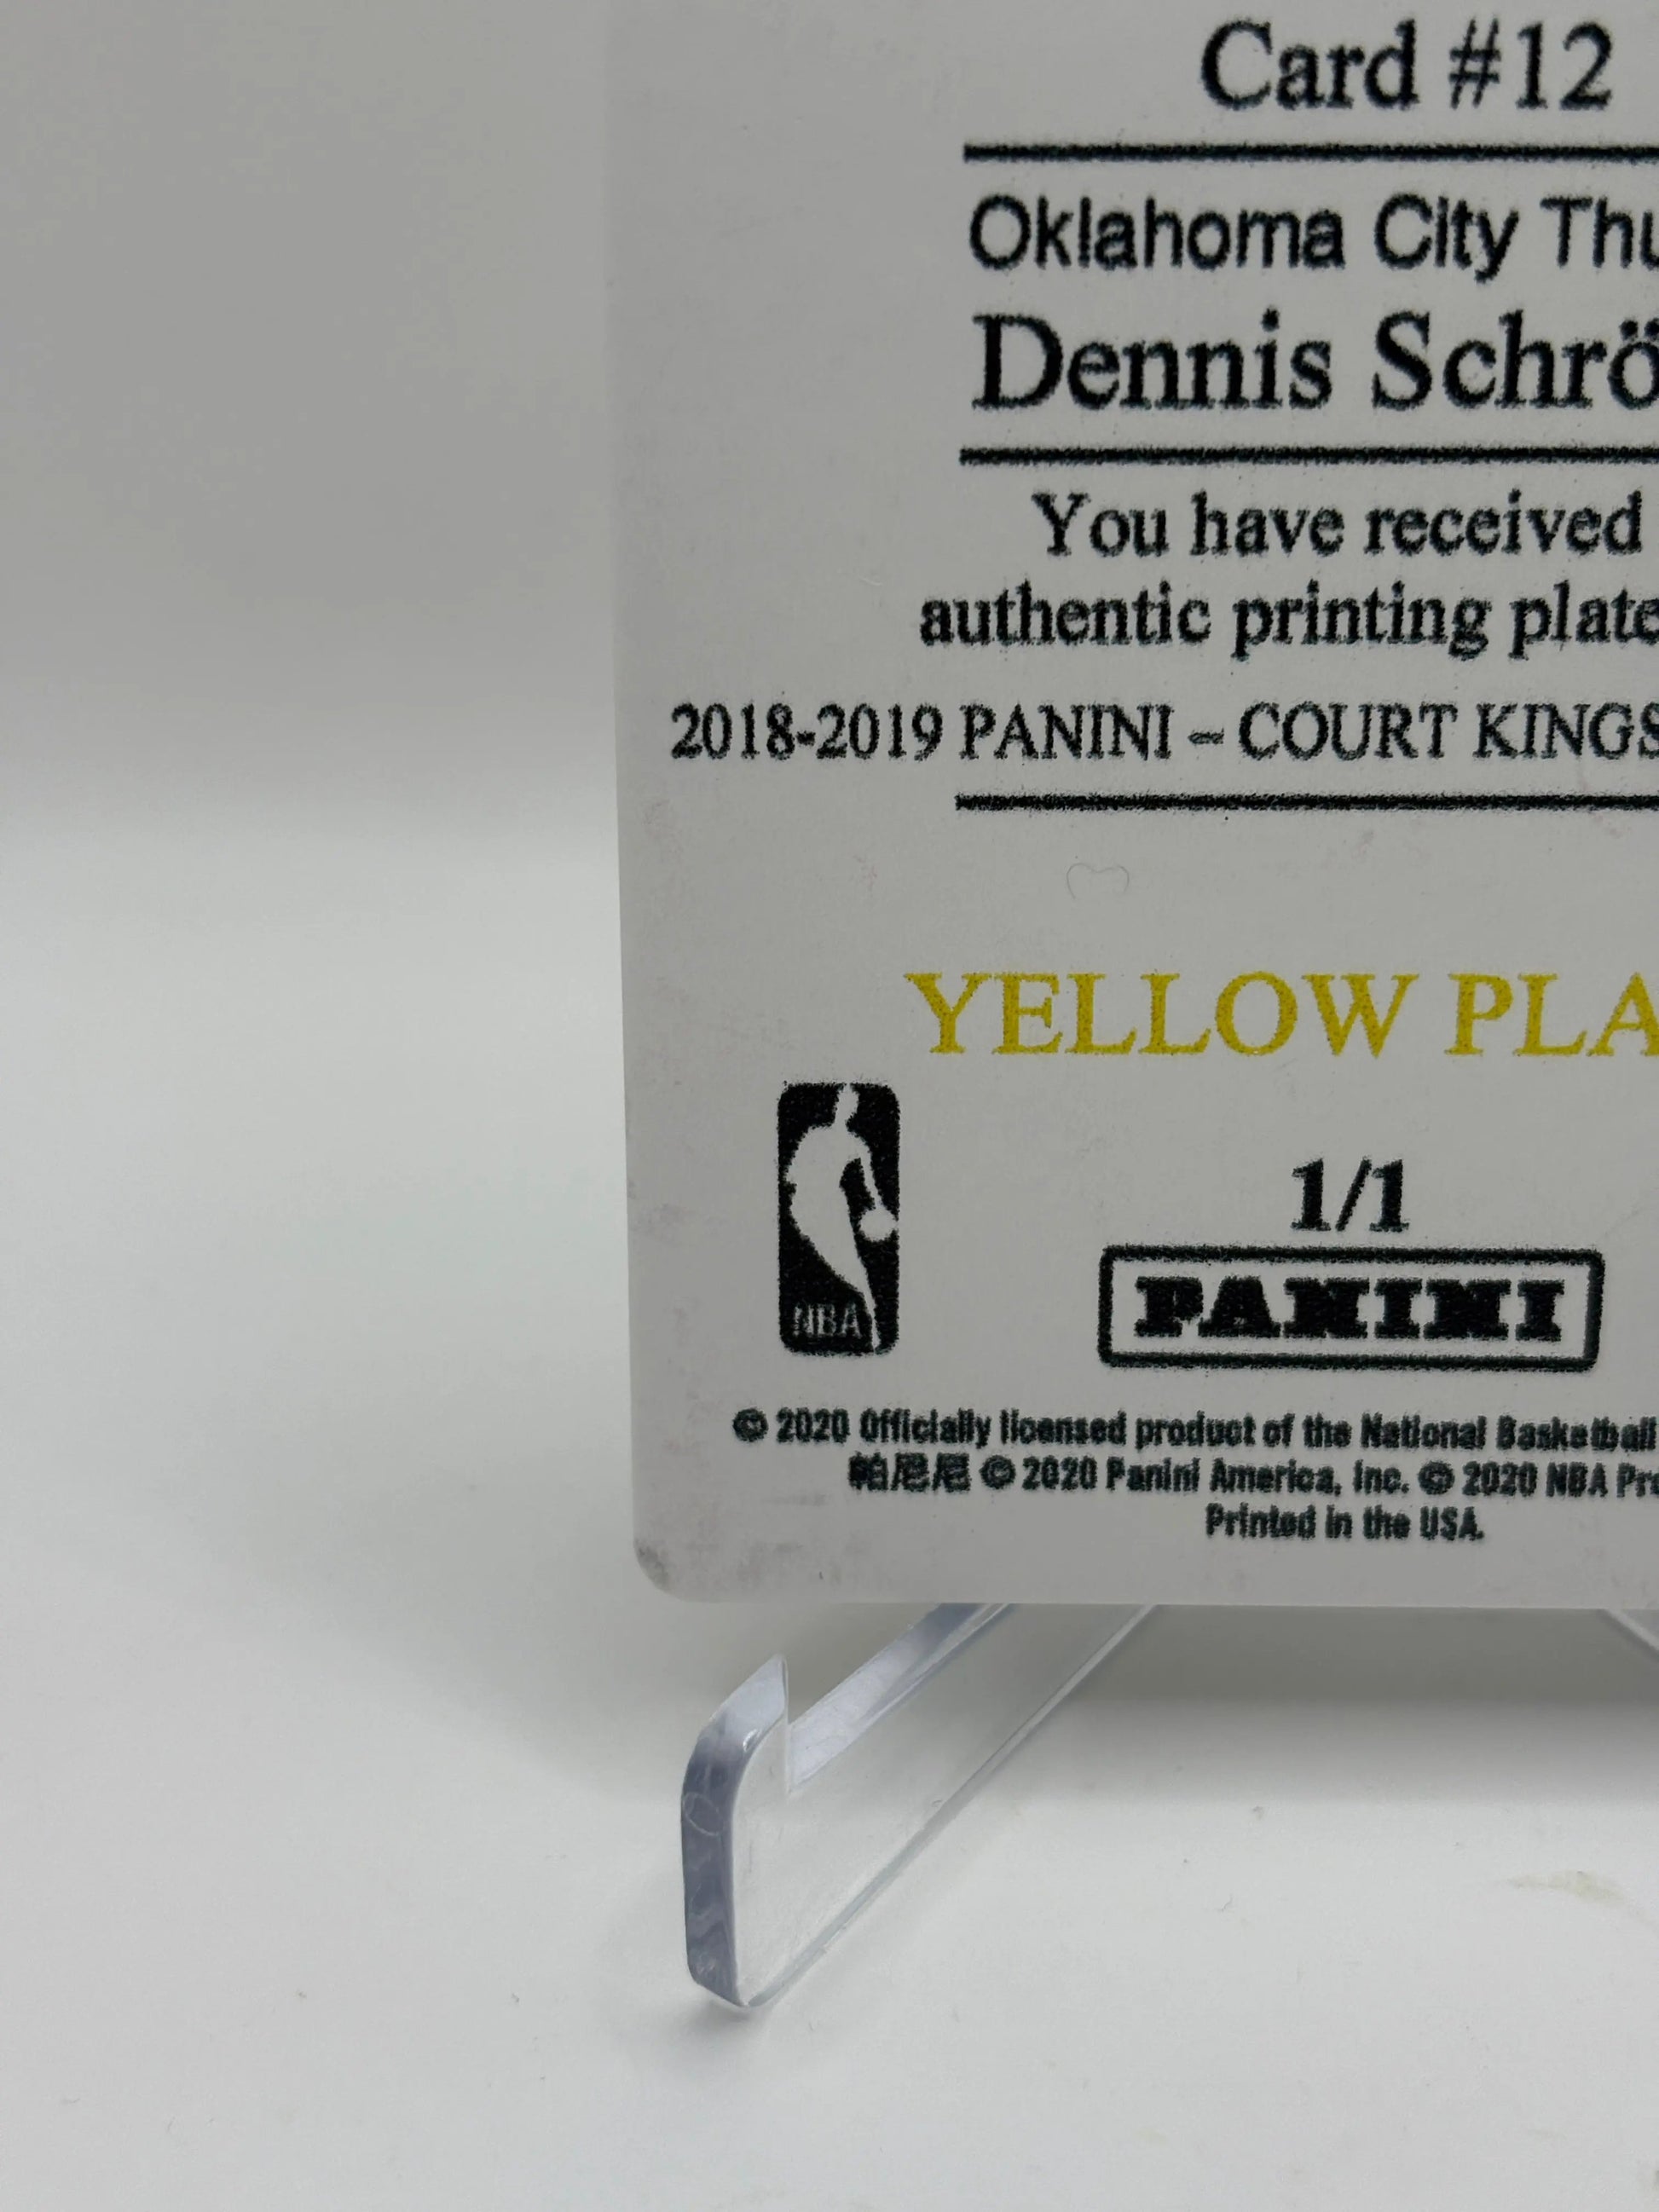 Card #12
Oklahoma City Thu
Dennis Schrö
You have received
authentic printing plate
2018-2019 PANINI – COURT KINGS
YELLOW PLA
NBA
1/1
PANINI
© 2020 Officially licensed product of the National Basketball
帕尼尼 © 2020 Panini America, Inc. © 2020 NBA Pro
Printed in the USA.